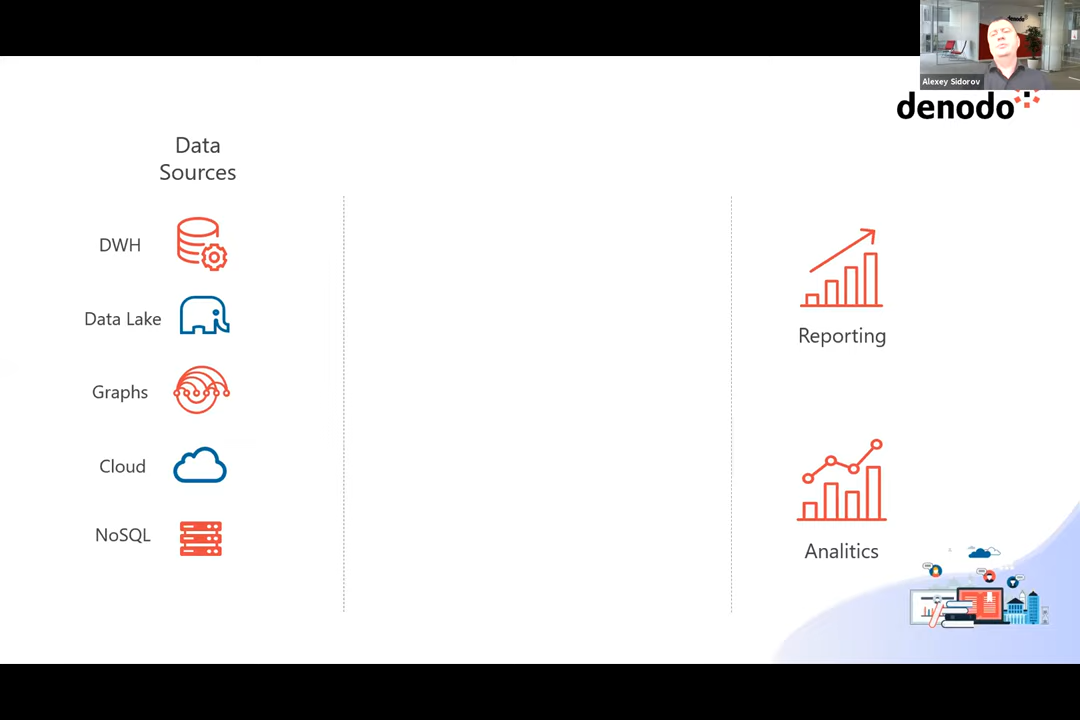 Alexey Sidorov
denodo
Data
Sources
DWH
Data Lake
Graphs
Cloud
NoSQL
Reporting
Analitics